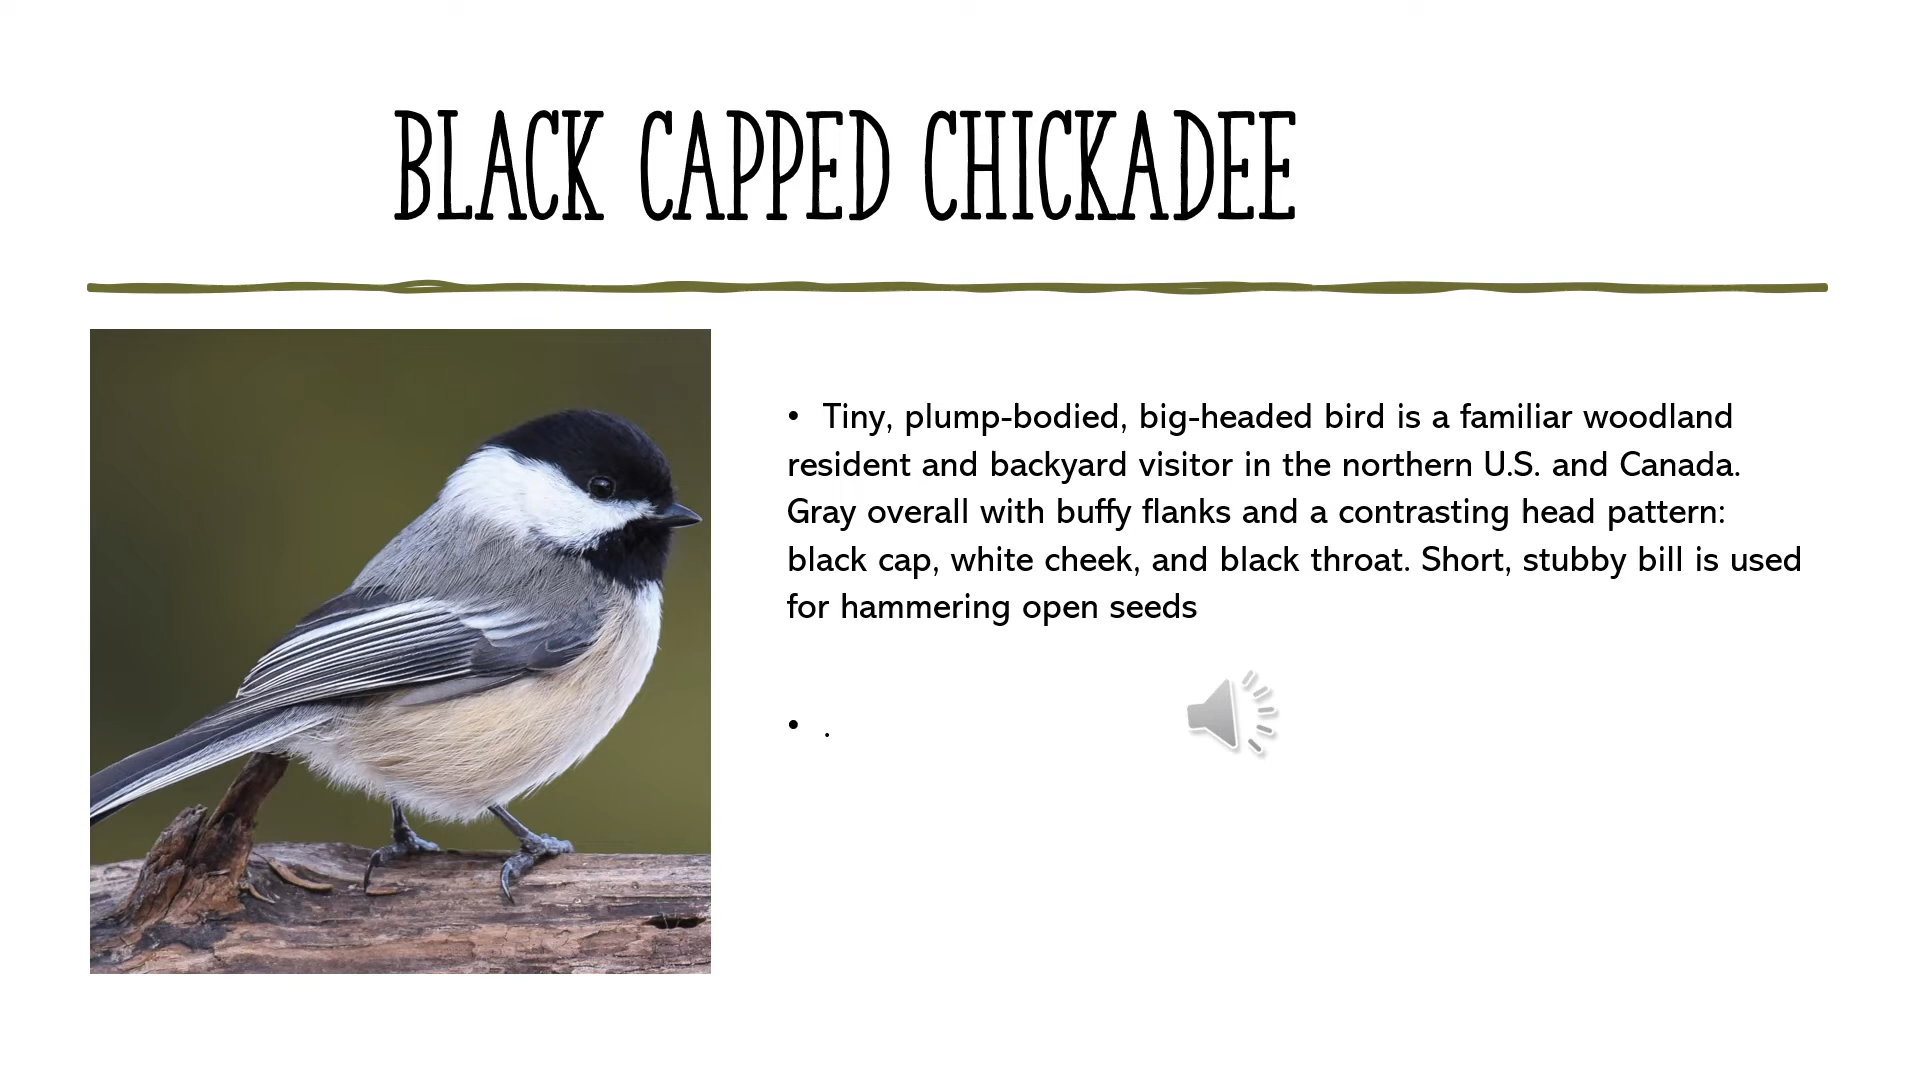 BLACK CAPPED CHICKADEE
• Tiny, plump-bodied, big-headed bird is a familiar woodland
resident and backyard visitor in the northern U.S. and Canada.
Gray overall with buffy flanks and a contrasting head pattern:
black cap, white cheek, and black throat. Short, stubby bill is used
for hammering open seeds
• .